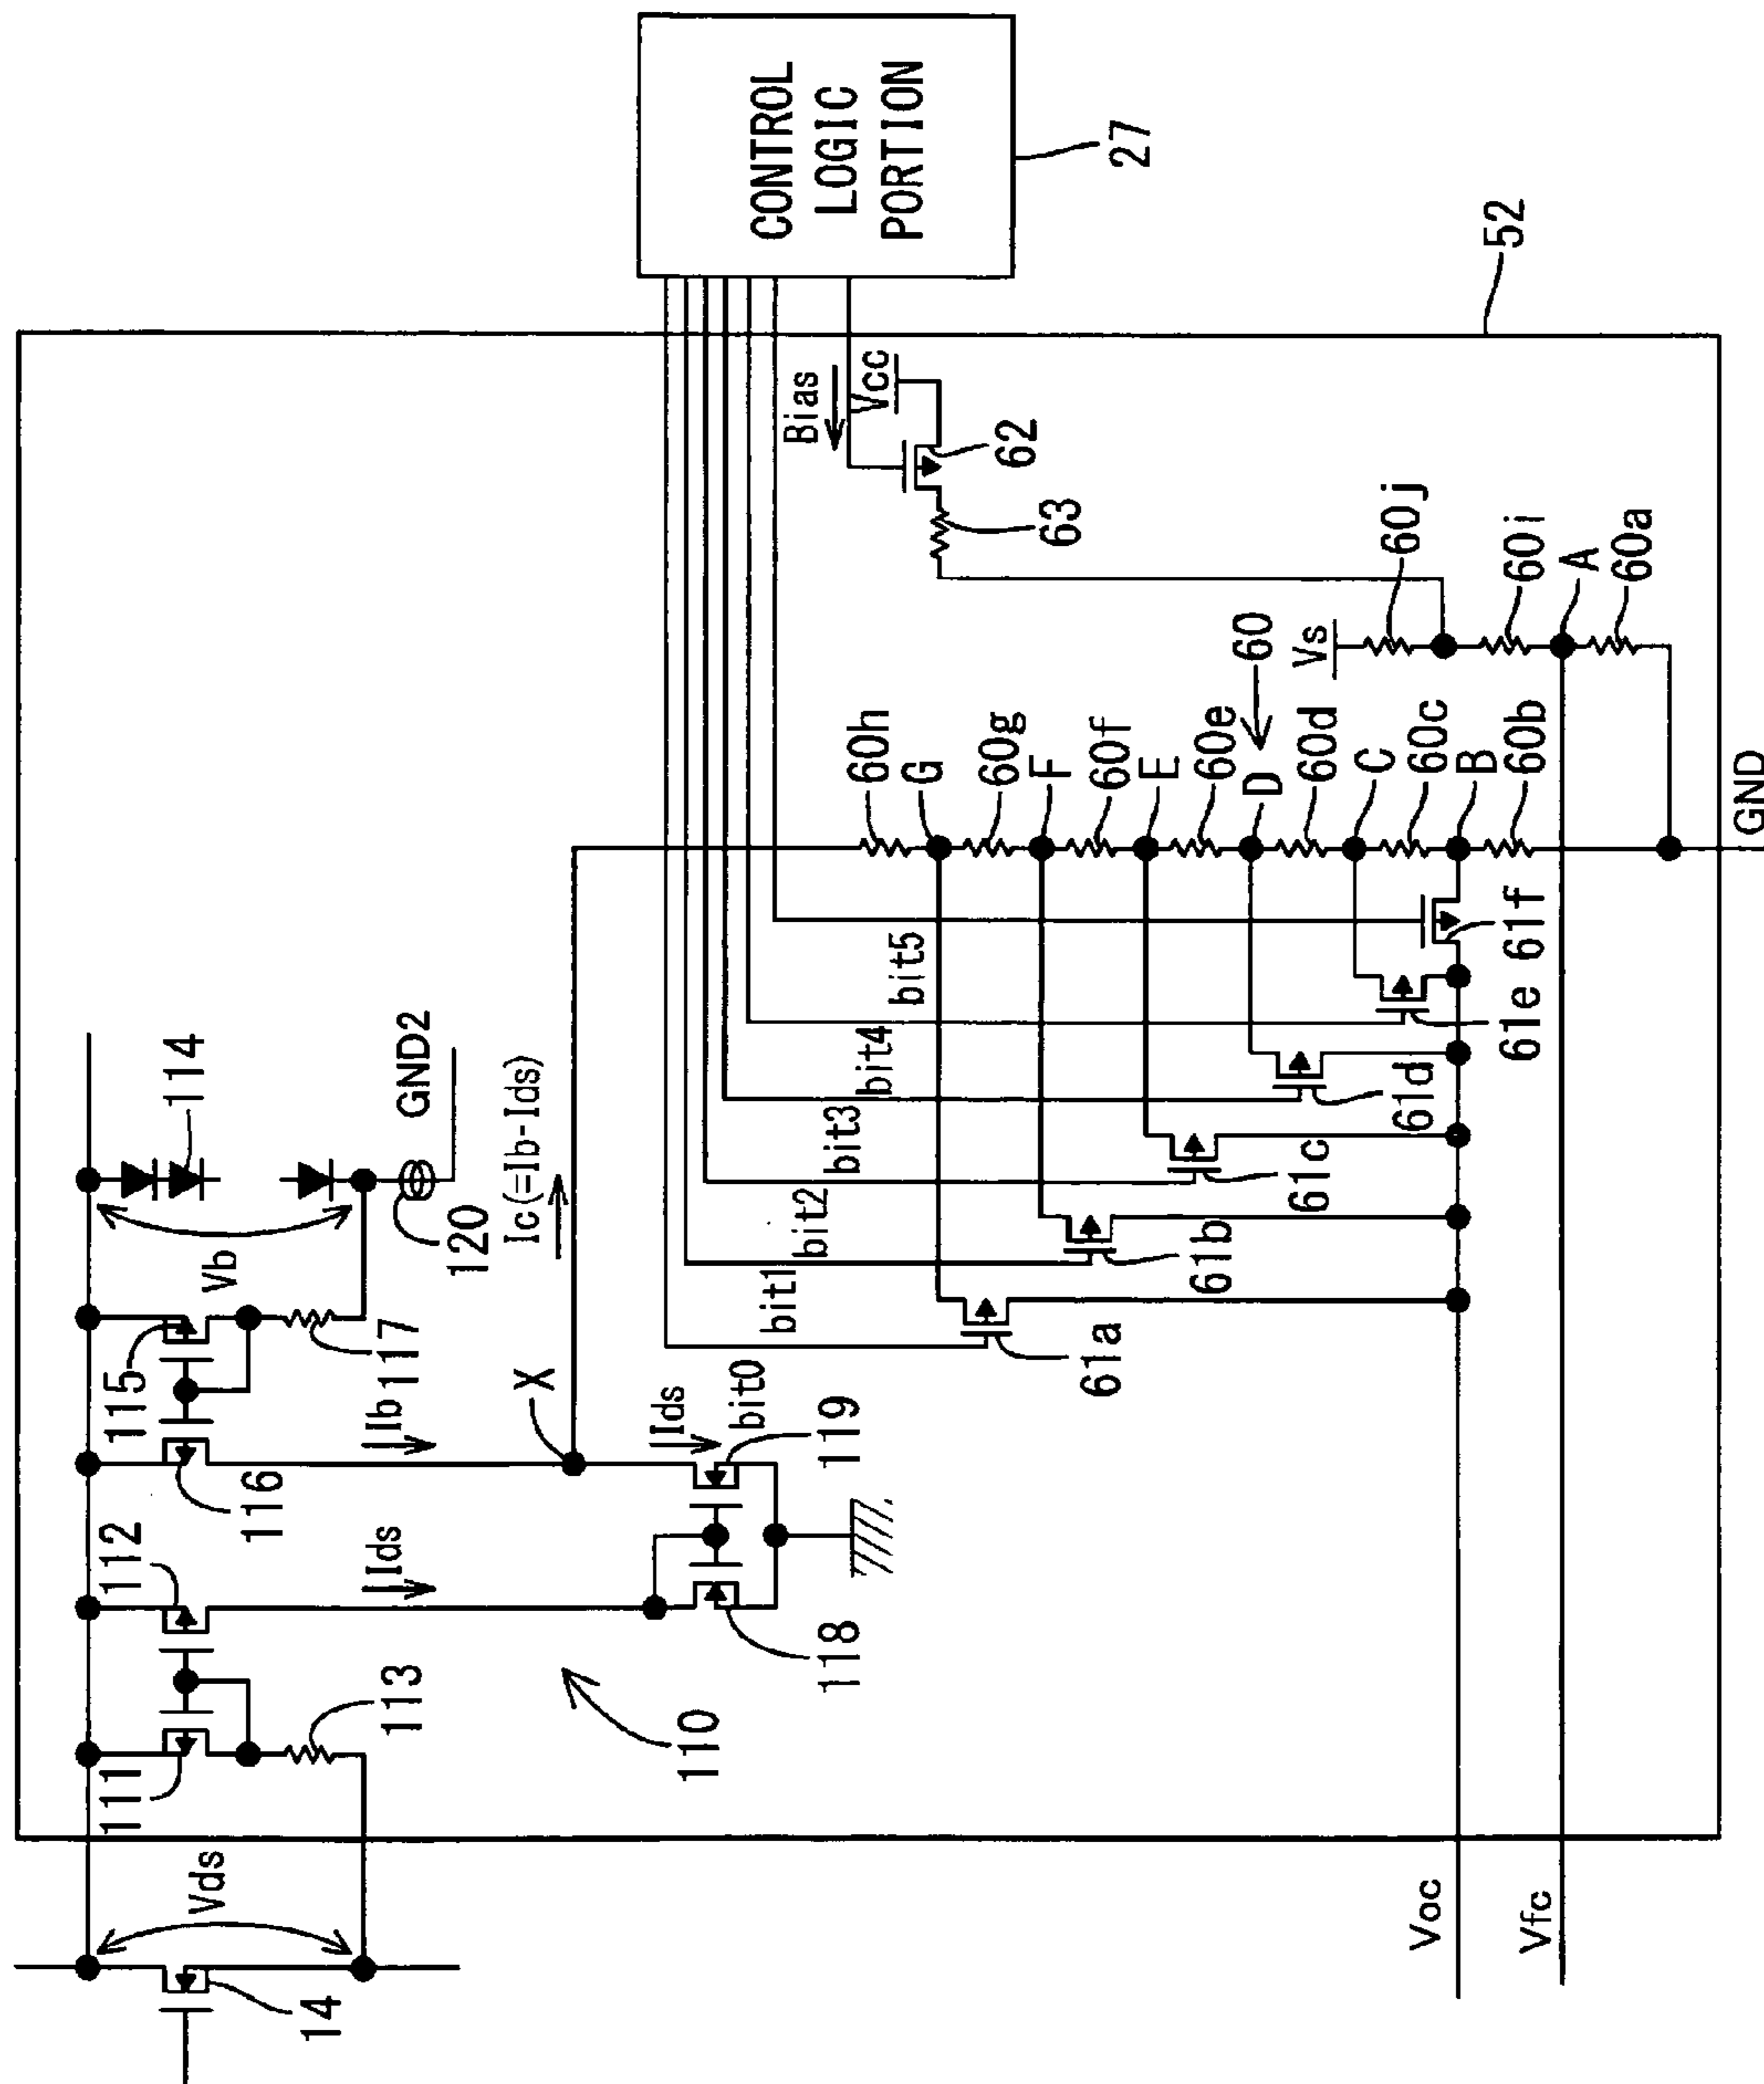 CONTROL
LOGIC
PORTION
27
52
Bias
Vcc
62
63
60j
60i
A
60a
Vs
60
60h
G
60g
F
60f
E
60e
D
60d
C
60c
B
60b
GND
bit5
bit4
bit3
bit2
bit1
61f
61e
61d
61c
61b
61a
114
GND2
120
Ic(=Ib-Ids)
Vb
115
117
Ib
116
X
Ids
bit0
119
112
Ids
118
113
111
110
Vds
14
Voc
Vfc